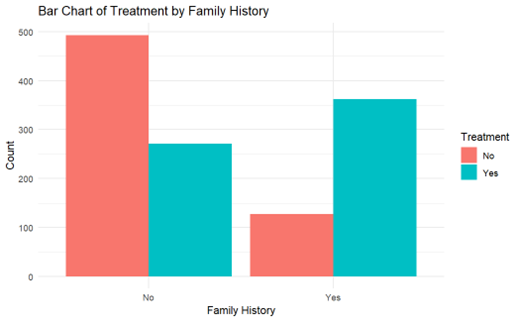 Bar Chart of Treatment by Family History
500
400
300
200
100
0
Count
No
Yes
Family History
Treatment
No
Yes